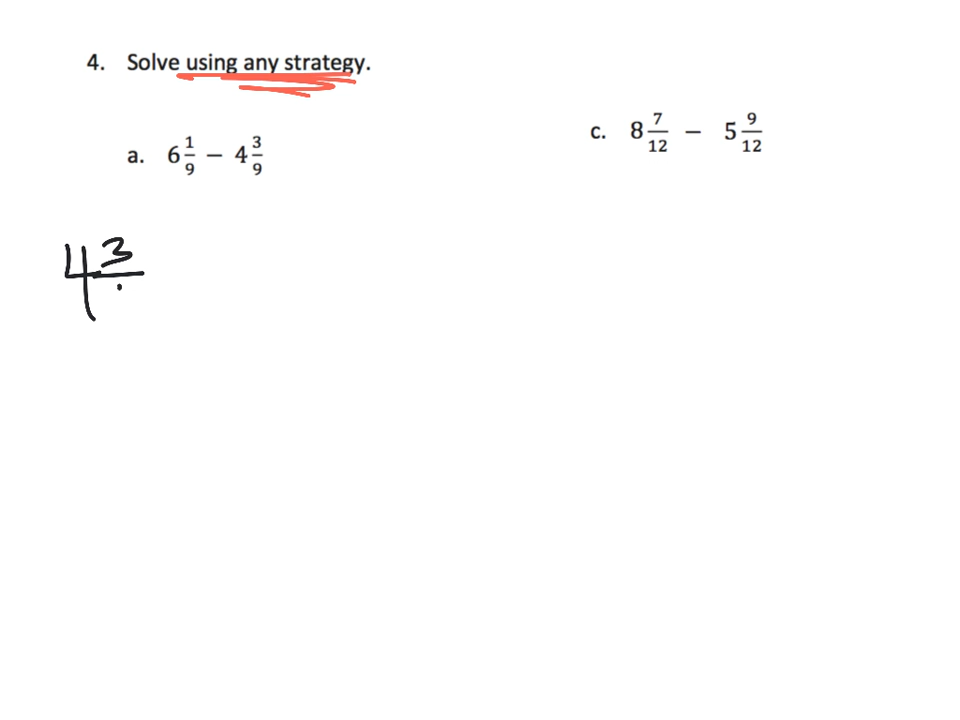 4. Solve using any strategy.
a. 6 1/9 − 4 3/9
c. 8 7/12 − 5 9/12
4 3/